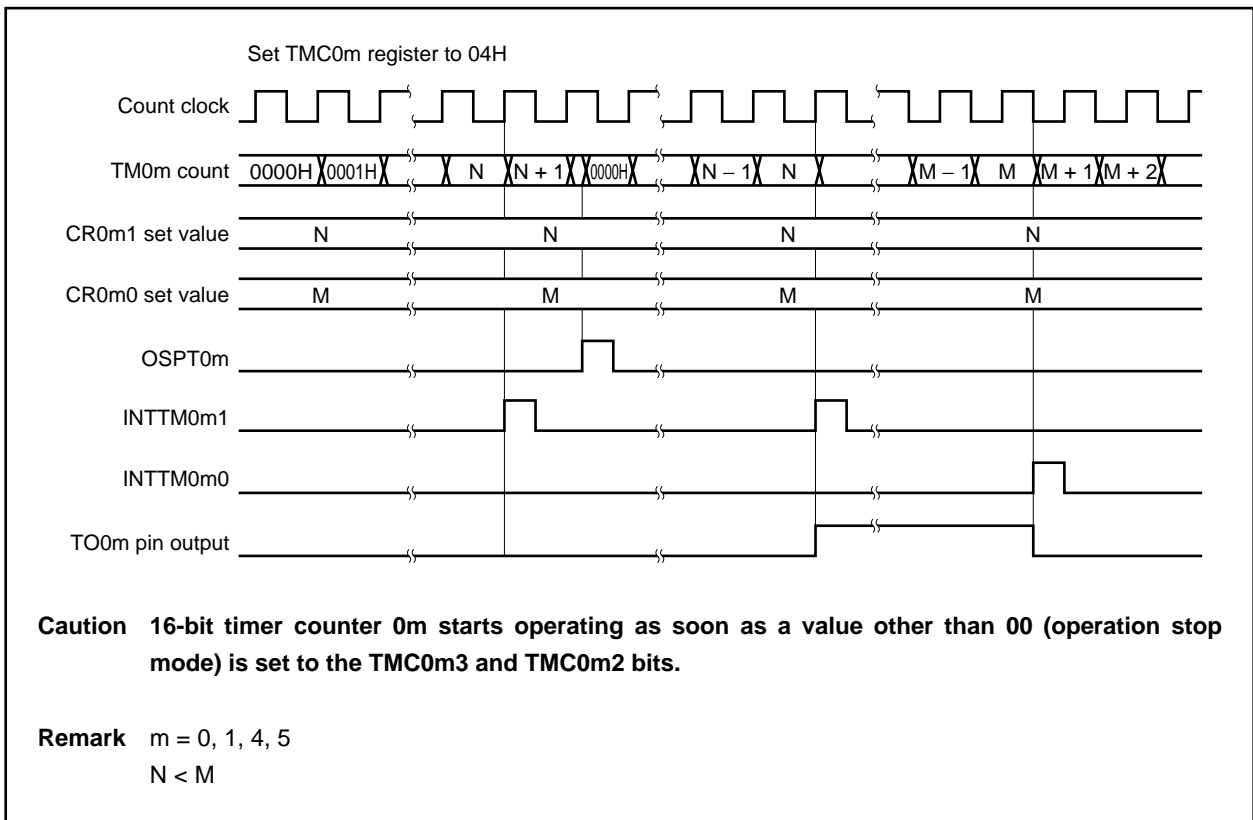 Set TMC0m register to 04H
Count clock
TM0m count 0000H 0001H N N + 1 0000H N − 1 N M − 1 M M + 1 M + 2
CR0m1 set value N N N N
CR0m0 set value M M M M
OSPT0m
INTTM0m1
INTTM0m0
TO0m pin output
Caution 16-bit timer counter 0m starts operating as soon as a value other than 00 (operation stop
mode) is set to the TMC0m3 and TMC0m2 bits.
Remark m = 0, 1, 4, 5
N < M